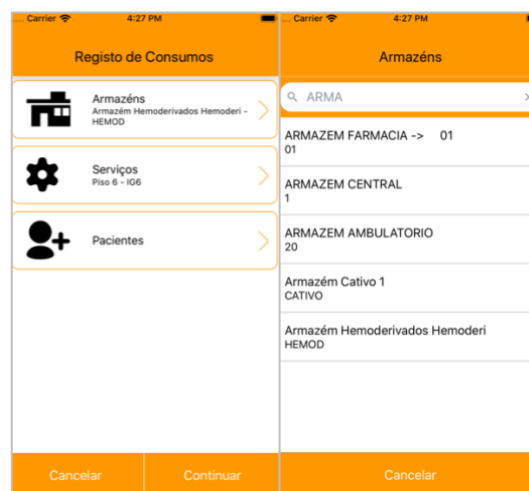 .... Carrier 4:27 PM
Registo de Consumos
Armazéns
Armazém Hemoderivados Hemoderi -
HEMOD
Serviços
Piso 6 - IG6
Pacientes
Cancelar Continuar
.... Carrier 4:27 PM
Armazéns
ARMA
ARMAZEM FARMACIA -> 01
01
ARMAZEM CENTRAL
1
ARMAZEM AMBULATORIO
20
Armazém Cativo 1
CATIVO
Armazém Hemoderivados Hemoderi
HEMOD
Cancelar